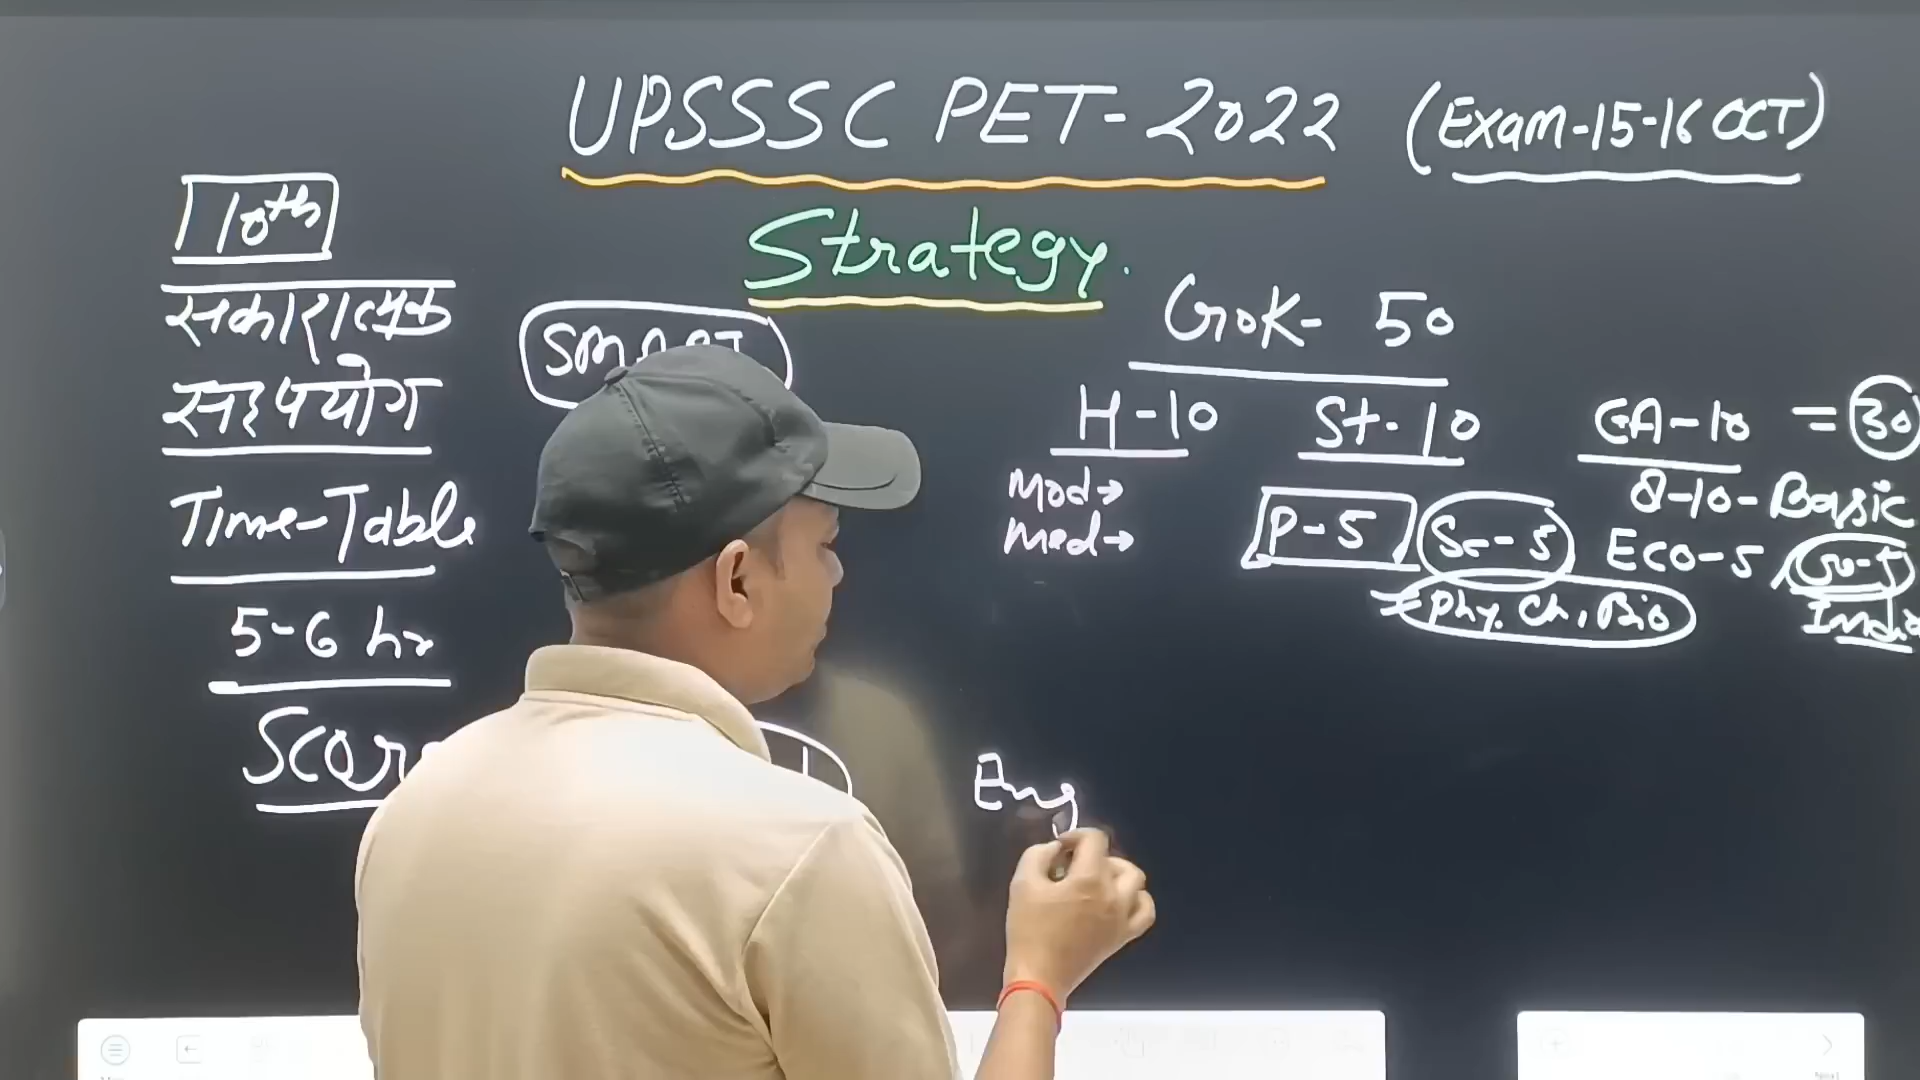 UPSSSC PET-2022 (Exam-15-16 OCT)
Strategy.
10th
सकारात्मक
सदुपयोग
Time-Table
5-6 hr
GK- 50
H-10 St-10 CA-10 = 30
Mod→
Med→
8-10-Basic
P-5 Sc-5 Eco-5
Phy. Ch, Bio
Eng